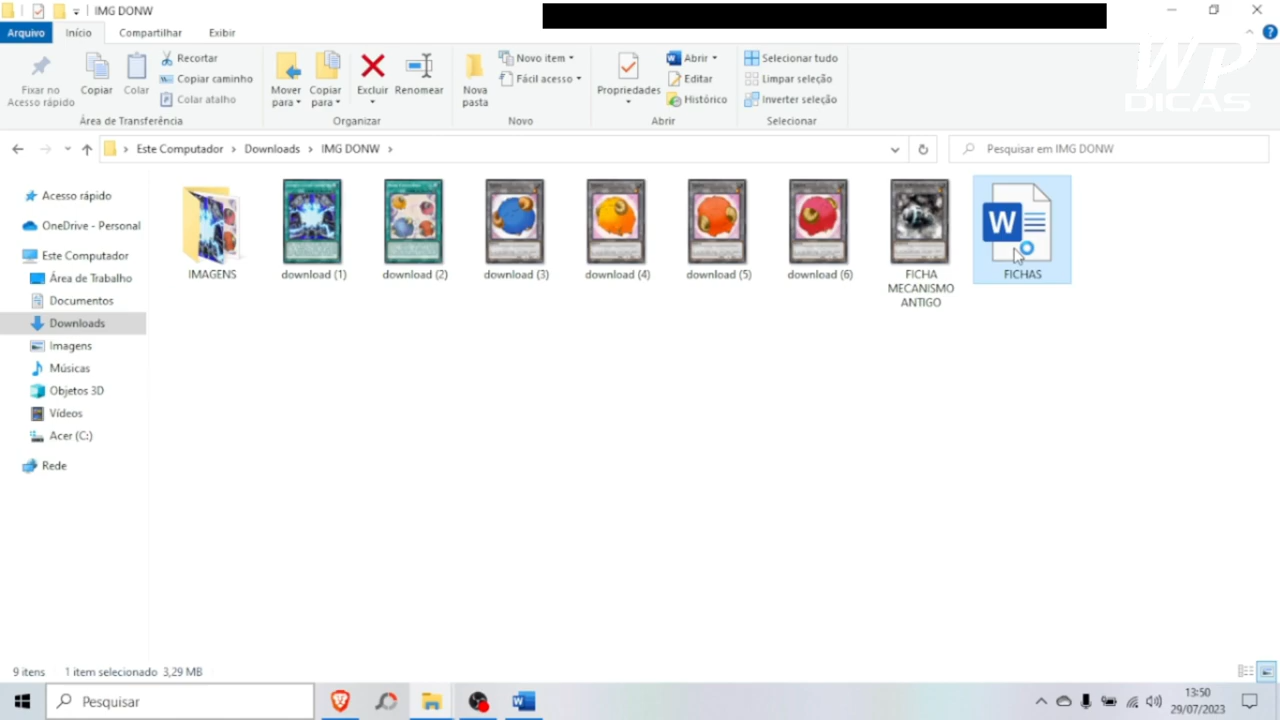 IMG DONW
Arquivo Início Compartilhar Exibir
WP
DICAS
Fixar no
Acesso rápido
Copiar
Colar
Recortar
Copiar caminho
Colar atalho
Área de Transferência
Mover
para
Copiar
para
Excluir
Renomear
Organizar
Nova
pasta
Novo item
Fácil acesso
Novo
Propriedades
Abrir
Editar
Histórico
Abrir
Selecionar tudo
Limpar seleção
Inverter seleção
Selecionar
Este Computador > Downloads > IMG DONW >
Pesquisar em IMG DONW
Acesso rápido
OneDrive - Personal
Este Computador
Área de Trabalho
Documentos
Downloads
Imagens
Músicas
Objetos 3D
Vídeos
Acer (C:)
Rede
IMAGENS
download (1)
download (2)
download (3)
download (4)
download (5)
download (6)
FICHA
MECANISMO
ANTIGO
W
FICHAS
9 itens 1 item selecionado 3,29 MB
Pesquisar
13:50
29/07/2023